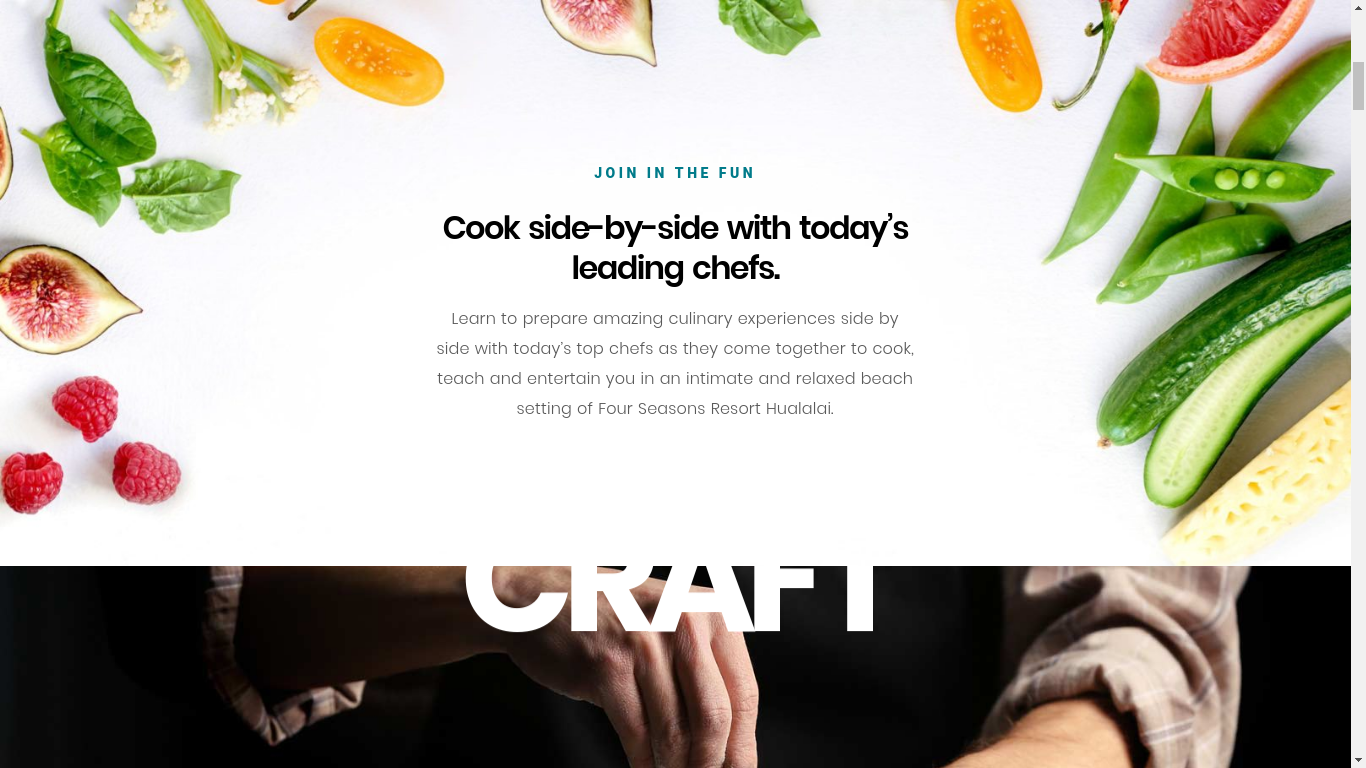 JOIN IN THE FUN
Cook side-by-side with today’s
leading chefs.
Learn to prepare amazing culinary experiences side by
side with today’s top chefs as they come together to cook,
teach and entertain you in an intimate and relaxed beach
setting of Four Seasons Resort Hualalai.
CRAFT